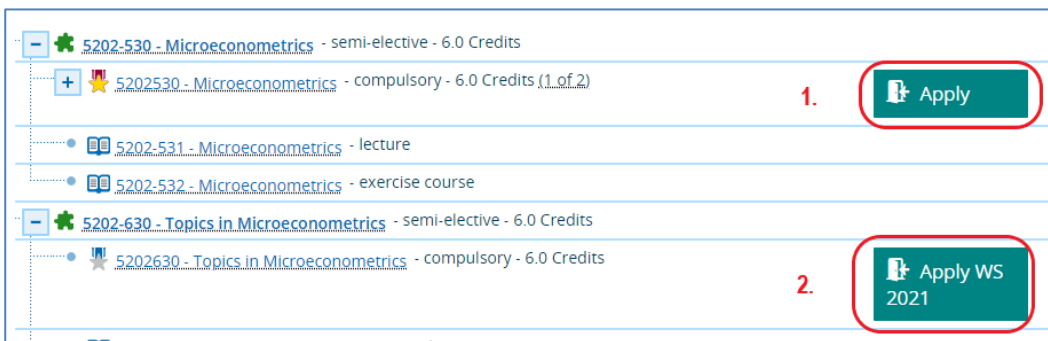 5202-530 - Microeconometrics - semi-elective - 6.0 Credits
5202530 - Microeconometrics - compulsory - 6.0 Credits (1 of 2)
1.
Apply
5202-531 - Microeconometrics - lecture
5202-532 - Microeconometrics - exercise course
5202-630 - Topics in Microeconometrics - semi-elective - 6.0 Credits
5202630 - Topics in Microeconometrics - compulsory - 6.0 Credits
2.
Apply WS
2021